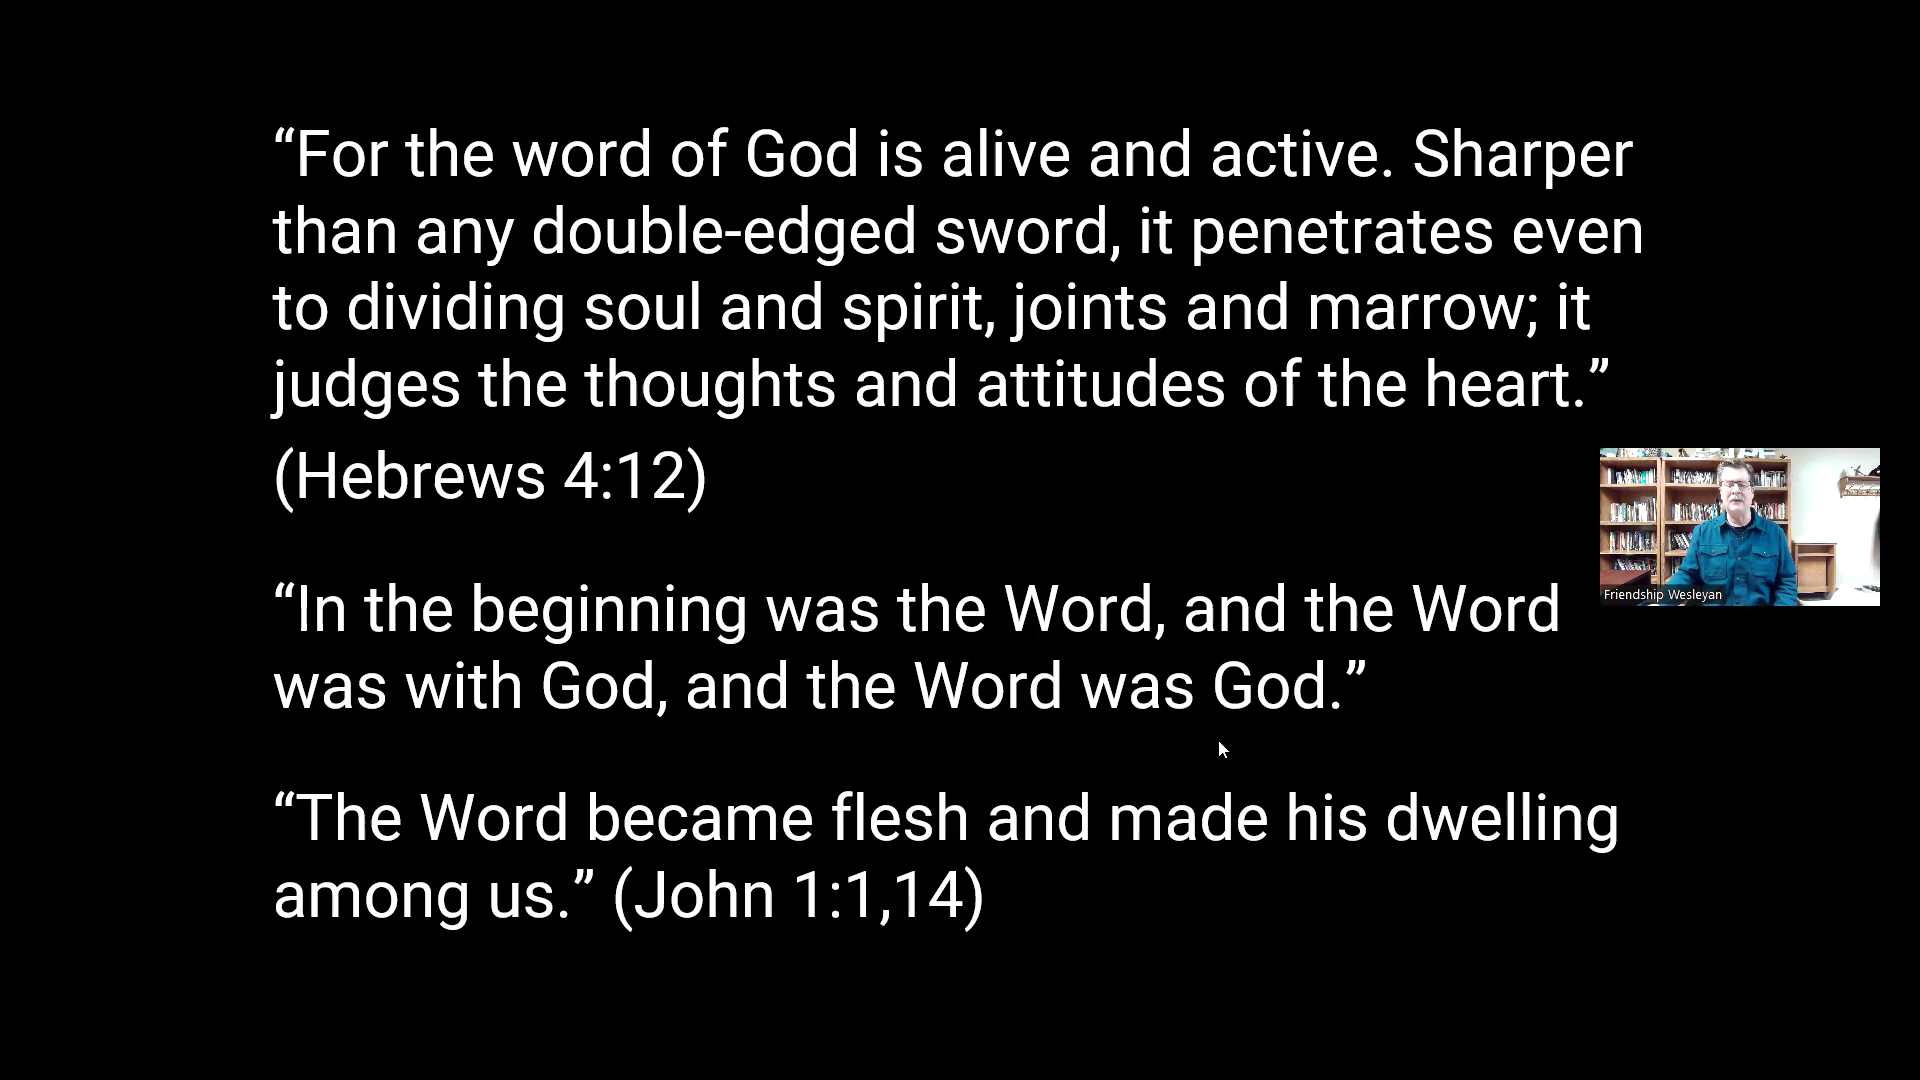 “For the word of God is alive and active. Sharper
than any double-edged sword, it penetrates even
to dividing soul and spirit, joints and marrow; it
judges the thoughts and attitudes of the heart.”
(Hebrews 4:12)
“In the beginning was the Word, and the Word
was with God, and the Word was God.”
“The Word became flesh and made his dwelling
among us.” (John 1:1,14)
Friendship Wesleyan